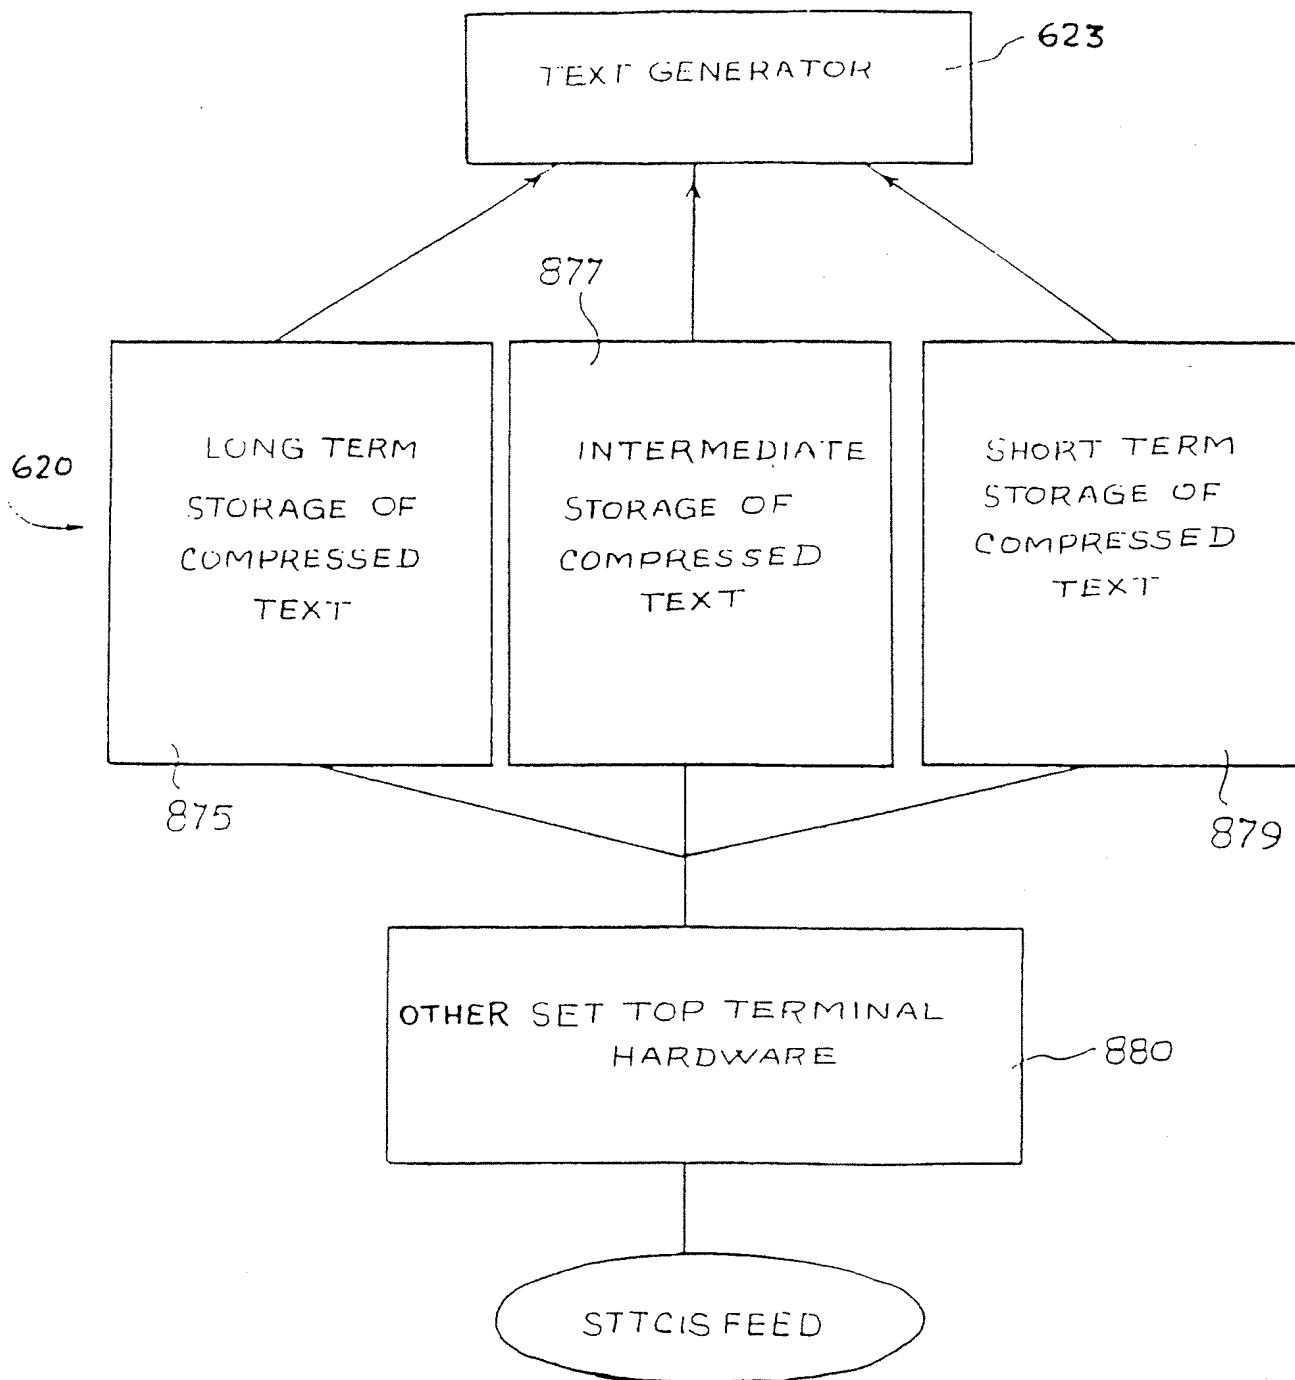 623
TEXT GENERATOR
877
620
LONG TERM
STORAGE OF
COMPRESSED
TEXT
INTERMEDIATE
STORAGE OF
COMPRESSED
TEXT
SHORT TERM
STORAGE OF
COMPRESSED
TEXT
875
879
OTHER SET TOP TERMINAL
HARDWARE
880
STTCIS FEED